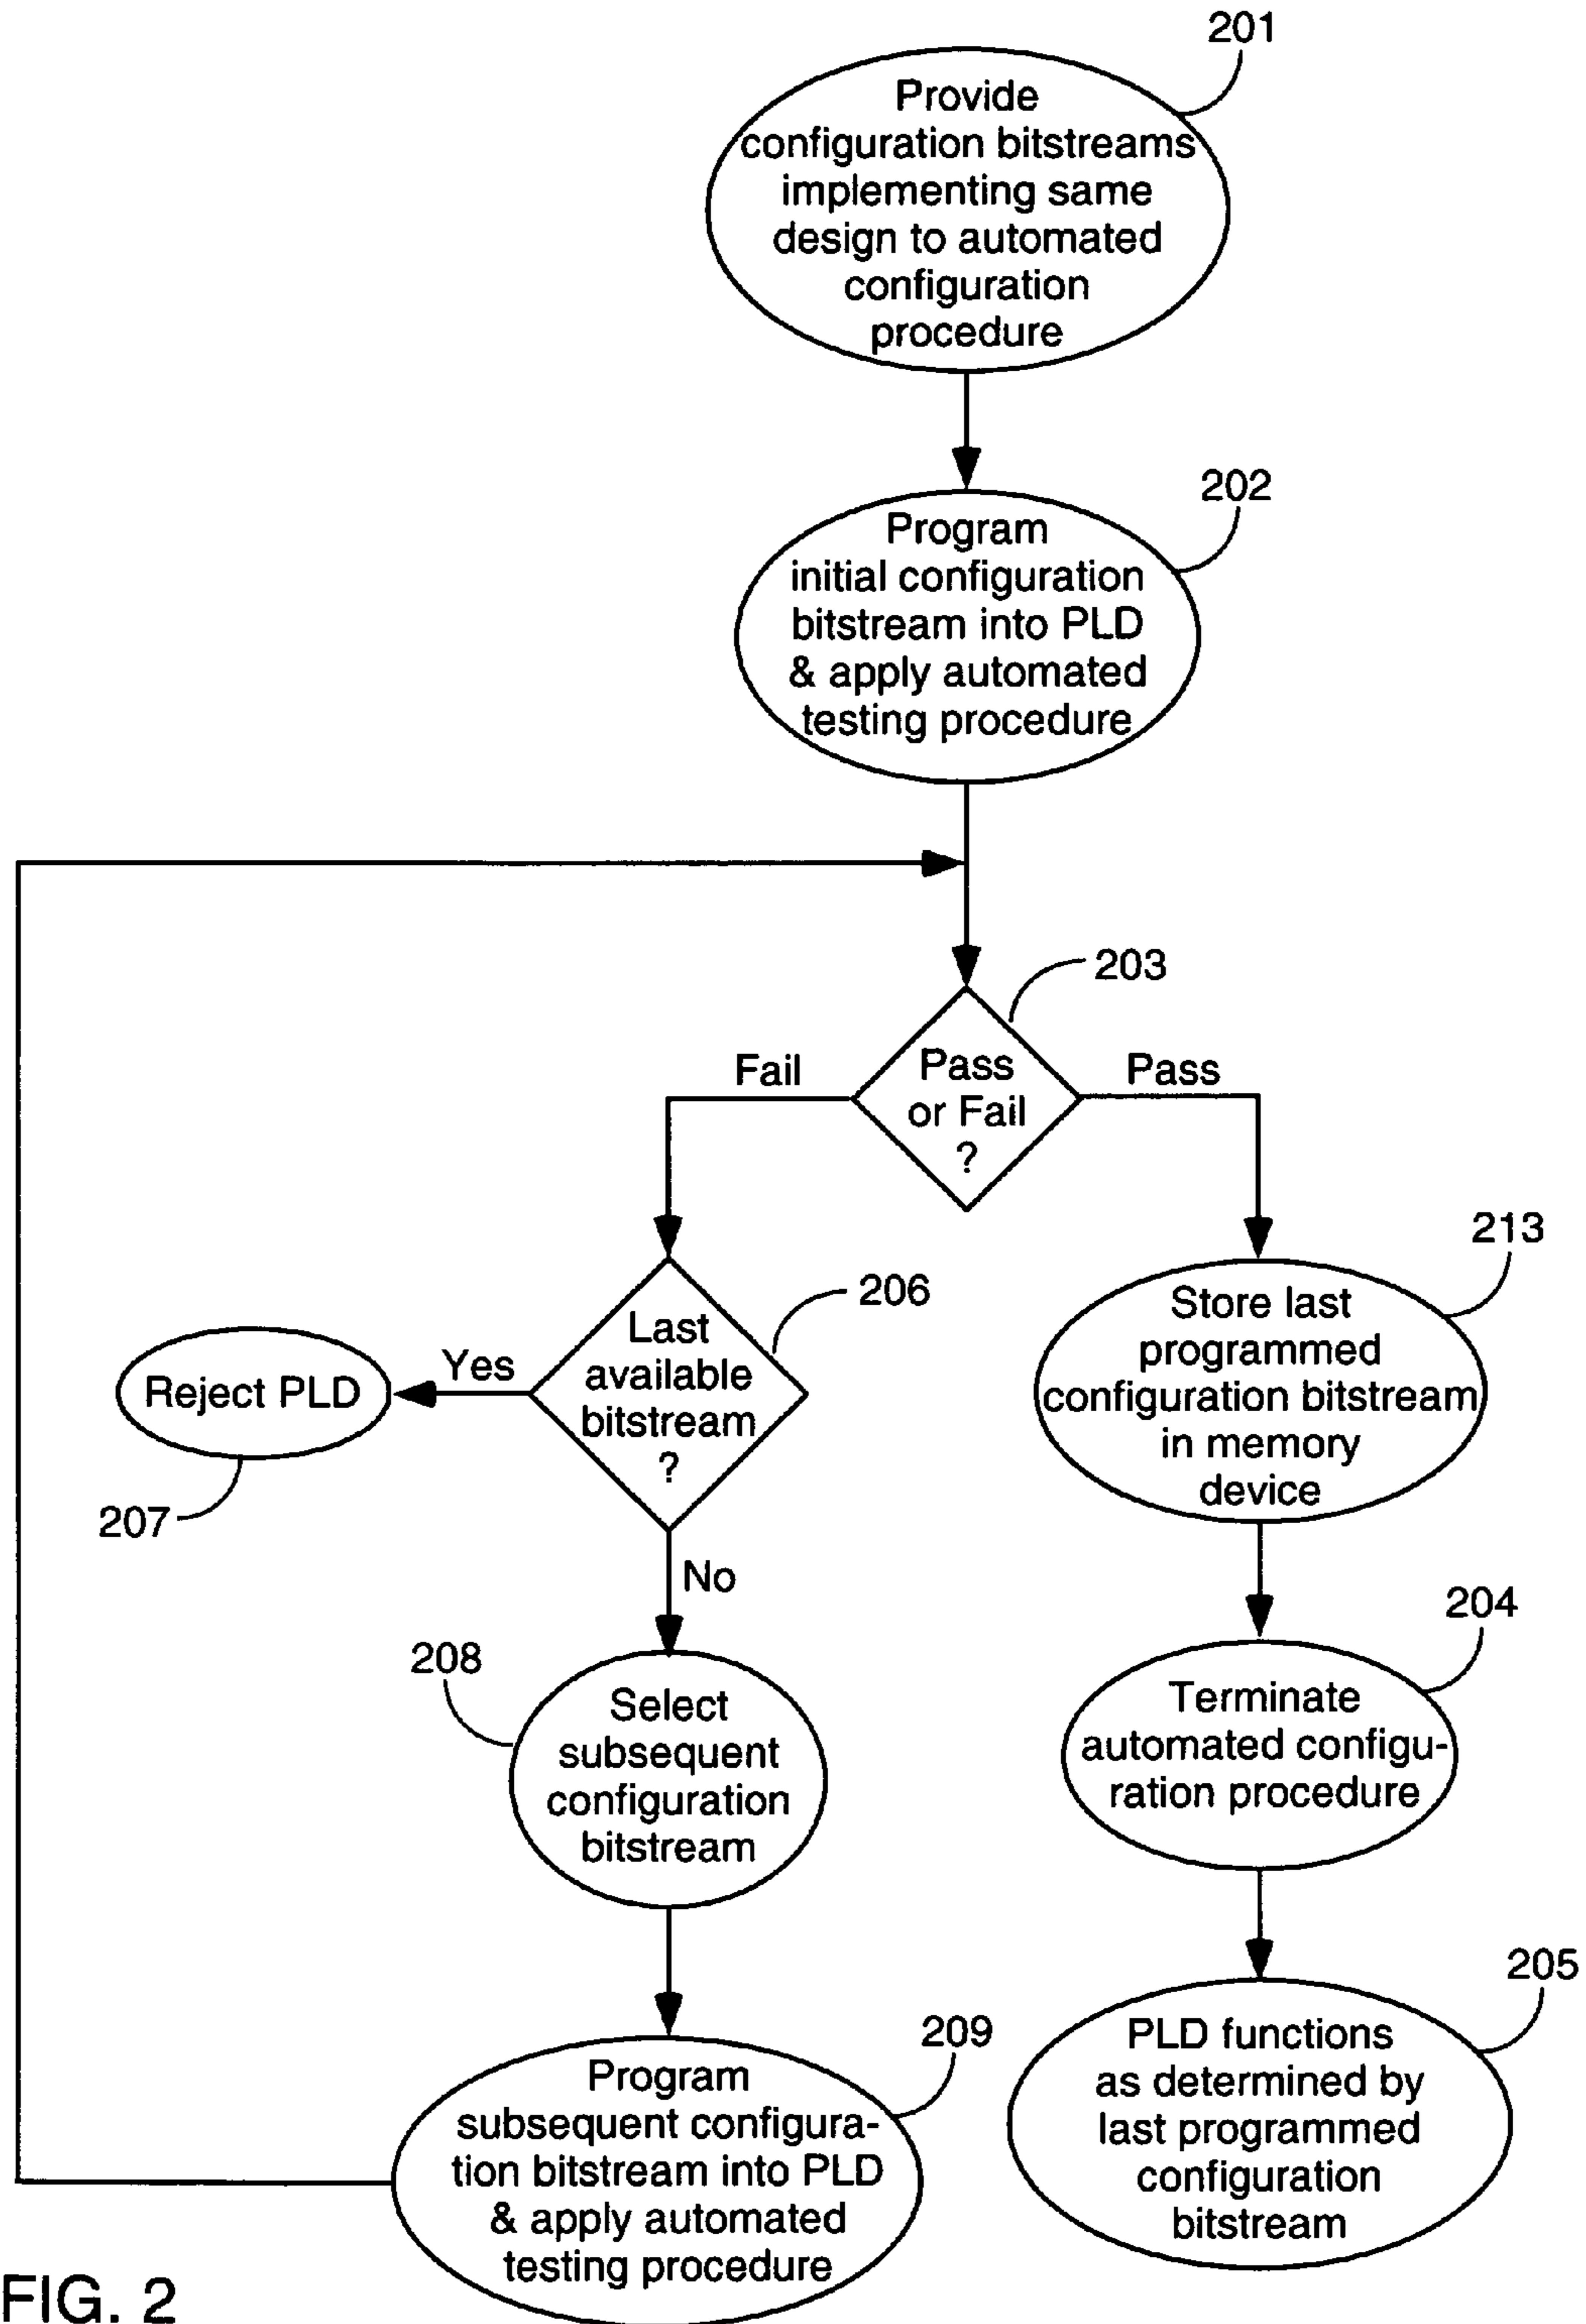 201
Provide
configuration bitstreams
implementing same
design to automated
configuration
procedure
202
Program
initial configuration
bitstream into PLD
& apply automated
testing procedure
203
Fail
Pass
or Fail
?
Pass
213
206
Last
available
bitstream
?
Yes
Reject PLD
207
Store last
programmed
configuration bitstream
in memory
device
No
204
208
Select
subsequent
configuration
bitstream
Terminate
automated configu-
ration procedure
205
209
Program
subsequent configura-
tion bitstream into PLD
& apply automated
testing procedure
PLD functions
as determined by
last programmed
configuration
bitstream
FIG. 2